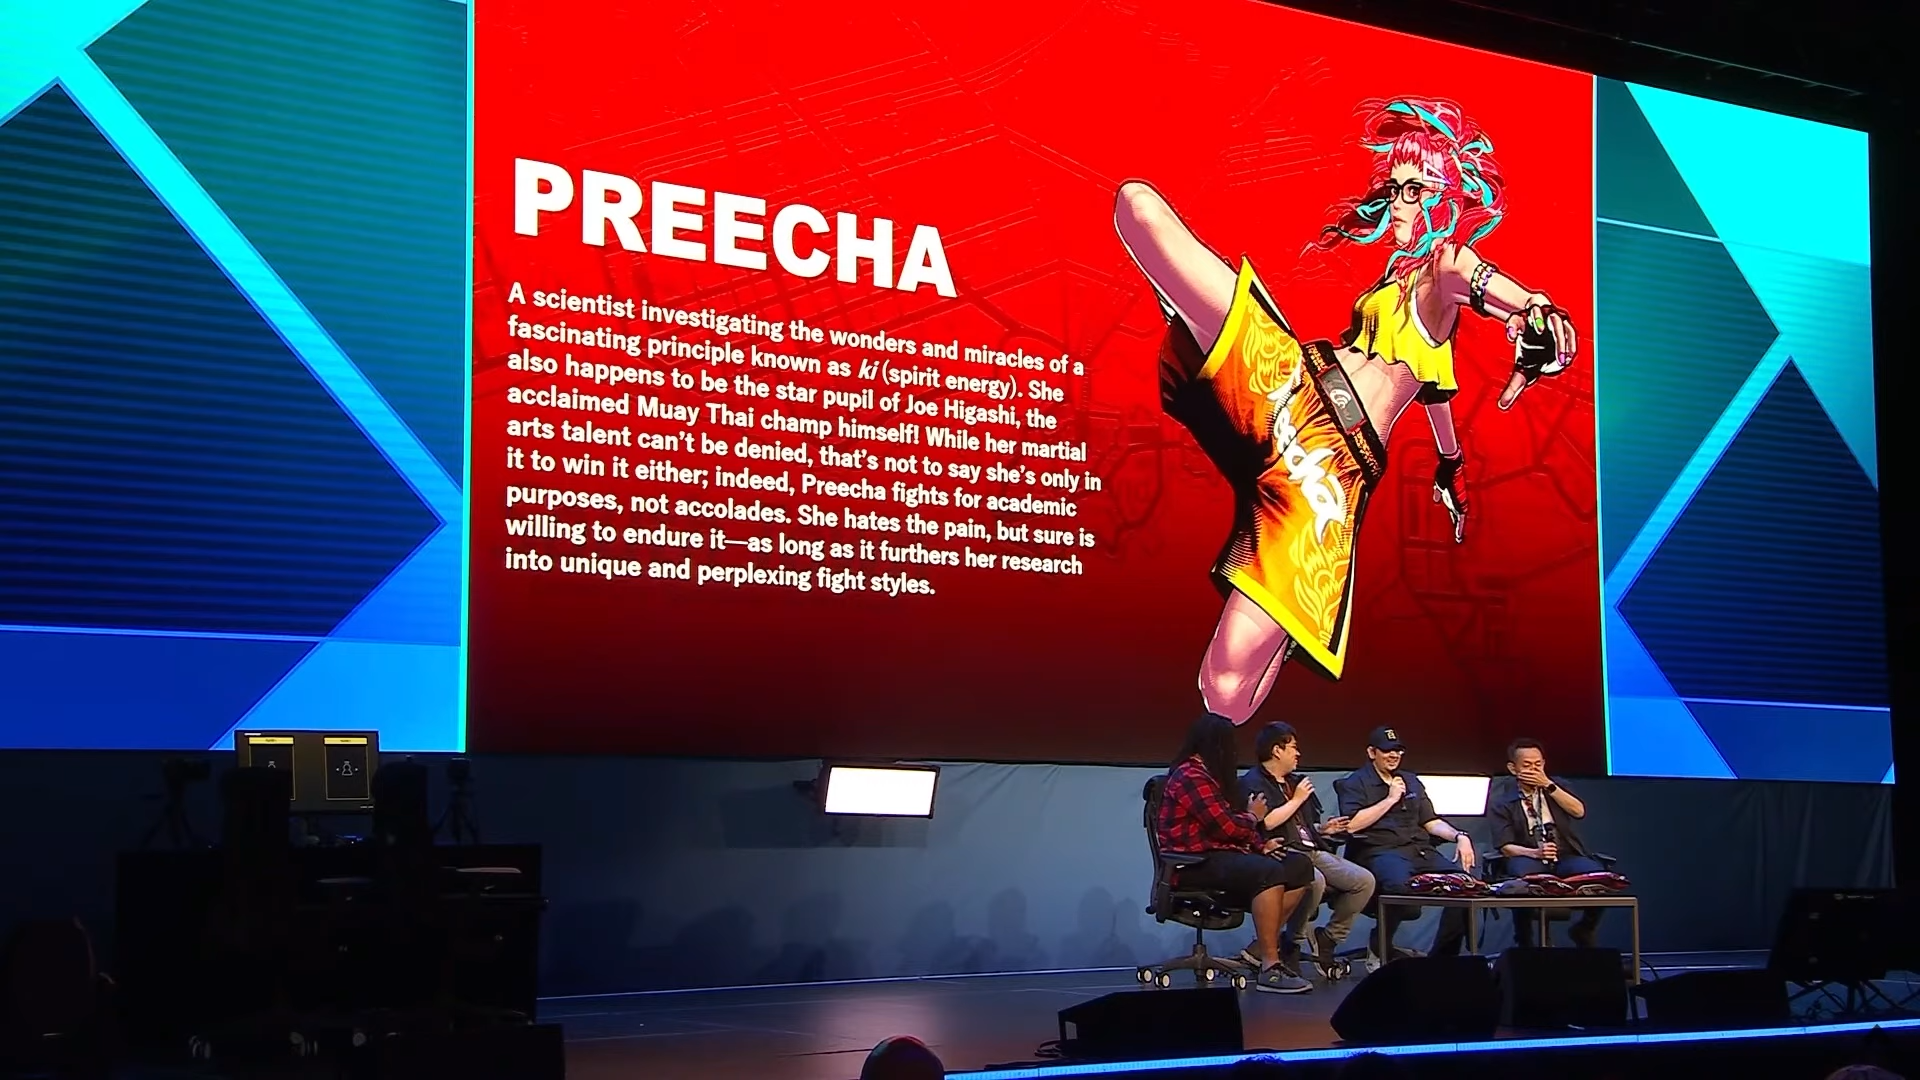 PREECHA
A scientist investigating the wonders and miracles of a
fascinating principle known as ki (spirit energy). She
also happens to be the star pupil of Joe Higashi, the
acclaimed Muay Thai champ himself! While her martial
arts talent can't be denied, that's not to say she's only in
it to win it either; indeed, Preecha fights for academic
purposes, not accolades. She hates the pain, but sure is
willing to endure it—as long as it furthers her research
into unique and perplexing fight styles.